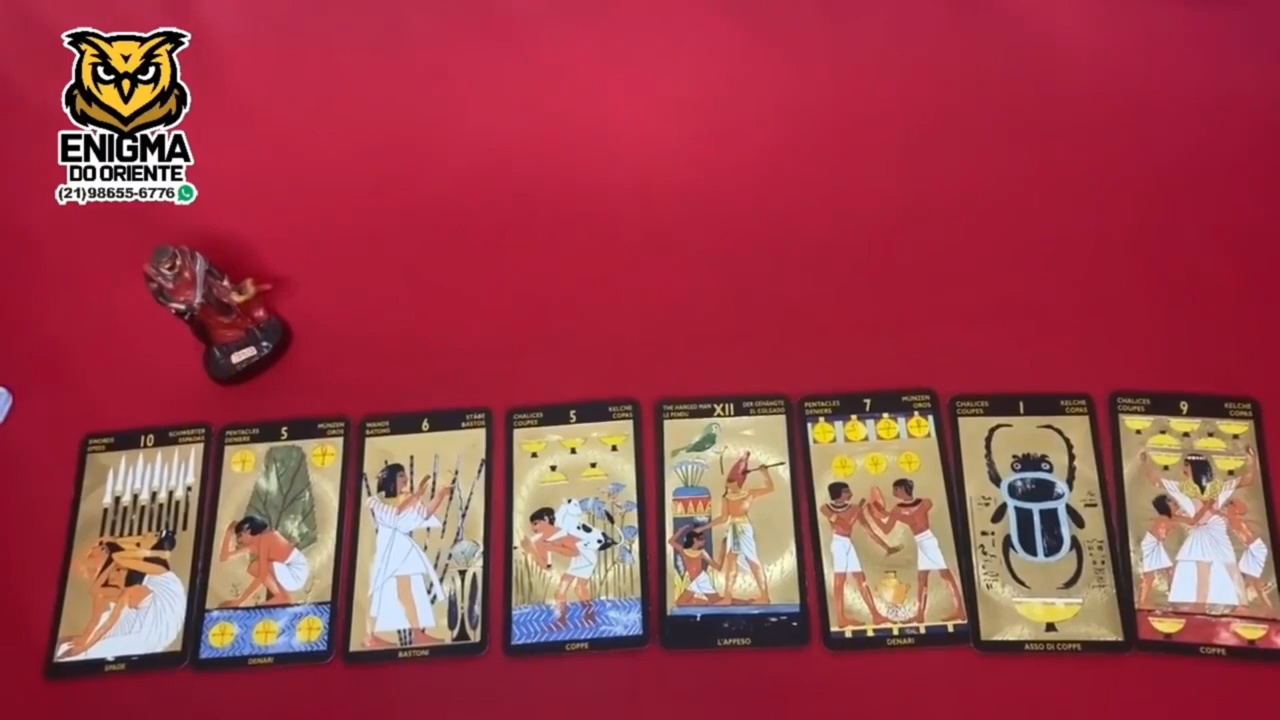 ENIGMA
DO ORIENTE
(21)98655-6776
SWORDS
EPEES
10
SCHWERTER
ESPADAS
SPADE
PENTACLES
DENIERS
5
MÜNZEN
OROS
DENARI
WANDS
BATONS
6
STÄBE
BASTOS
BASTONI
CHALICES
COUPES
5
KELCHE
COPAS
COPPE
THE HANGED MAN
LE PENDU
XII
DER GEHÄNGTE
EL COLGADO
L'APPESO
PENTACLES
DENIERS
7
MÜNZEN
OROS
DENARI
CHALICES
COUPES
1
KELCHE
COPAS
ASSO DI COPPE
CHALICES
COUPES
9
KELCHE
COPAS
COPPE